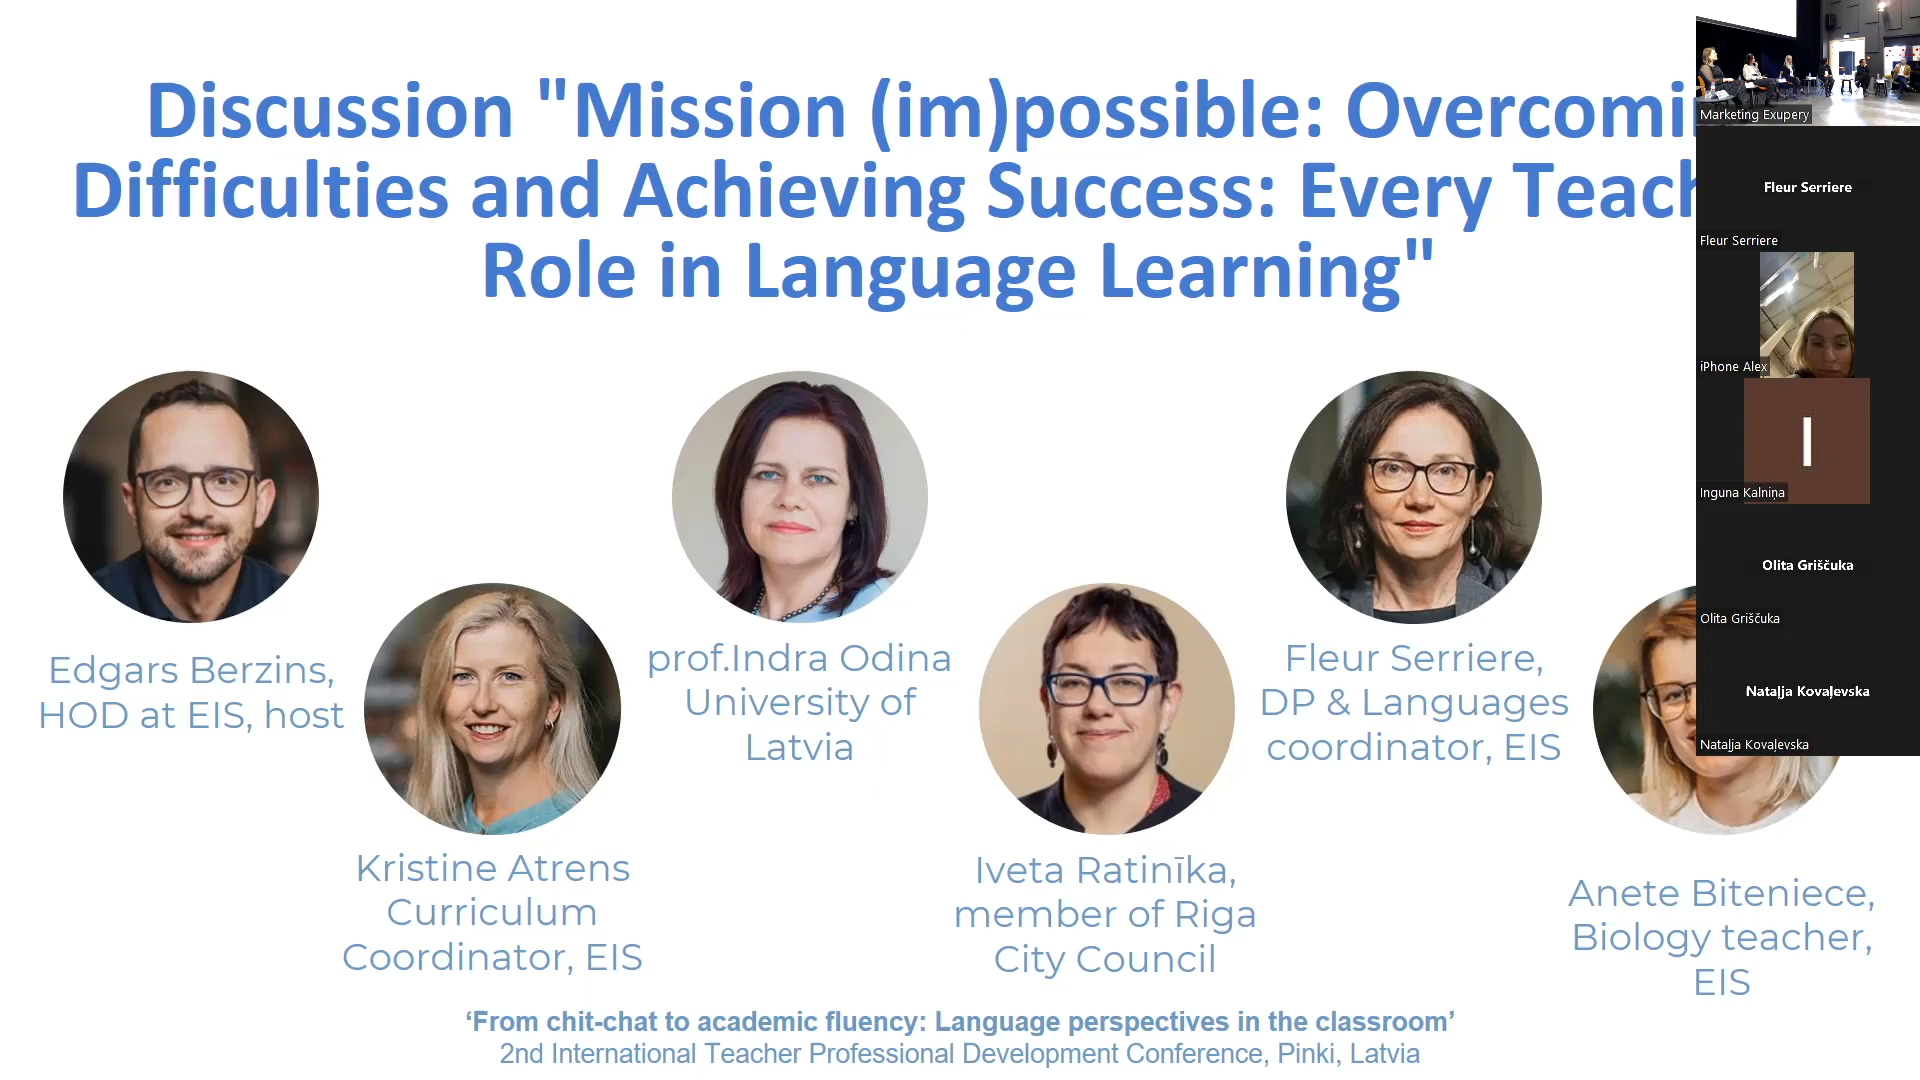 Discussion "Mission (im)possible: Overcomi
Difficulties and Achieving Success: Every Teach
Role in Language Learning"
Edgars Berzins,
HOD at EIS, host
Kristine Atrens
Curriculum
Coordinator, EIS
prof.Indra Odina
University of
Latvia
Iveta Ratinīka,
member of Riga
City Council
Fleur Serriere,
DP & Languages
coordinator, EIS
Anete Biteniece,
Biology teacher,
EIS
‘From chit-chat to academic fluency: Language perspectives in the classroom’
2nd International Teacher Professional Development Conference, Pinki, Latvia
Marketing Exupery
Fleur Serriere
Fleur Serriere
iPhone Alex
I
Inguna Kalniņa
Olita Griščuka
Olita Griščuka
Nataļja Kovaļevska
Nataļja Kovaļevska